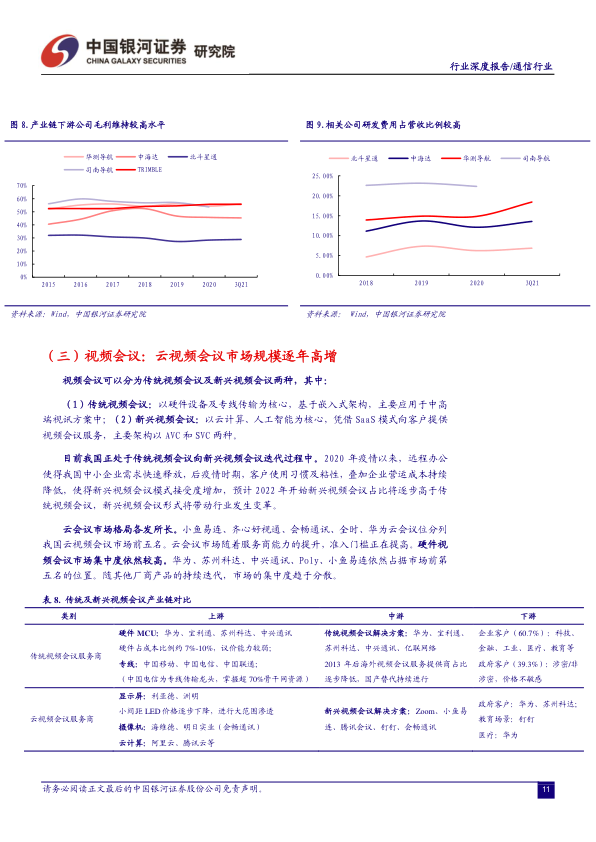 中国银河证券 研究院
CHINA GALAXY SECURITIES
行业深度报告/通信行业
图 8.产业链下游公司毛利维持较高水平
华测导航 中海达 北斗星通
司南导航 TRIMBLE
70%
60%
50%
40%
30%
20%
10%
0%
2015 2016 2017 2018 2019 2020 3Q21
资料来源：Wind，中国银河证券研究院
图 9.相关公司研发费用占营收比例较高
北斗星通 中海达 华测导航 司南导航
25.00%
20.00%
15.00%
10.00%
5.00%
0.00%
2018 2019 2020 3Q21
资料来源： Wind，中国银河证券研究院
（三）视频会议：云视频会议市场规模逐年高增
视频会议可以分为传统视频会议及新兴视频会议两种，其中：
（1）传统视频会议：以硬件设备及专线传输为核心，基于嵌入式架构，主要应用于中高
端视讯方案中；（2）新兴视频会议：以云计算、人工智能为核心，凭借 SaaS 模式向客户提供
视频会议服务，主要架构以 AVC 和 SVC 两种。
目前我国正处于传统视频会议向新兴视频会议迭代过程中。2020 年疫情以来，远程办公
使得我国中小企业需求快速释放，后疫情时期，客户使用习惯及粘性，叠加企业营运成本持续
降低，使得新兴视频会议模式接受度增加，预计 2022 年开始新兴视频会议占比将逐步高于传
统视频会议，新兴视频会议形式将带动行业发生变革。
云会议市场格局各发所长。小鱼易连、齐心好视通、会畅通讯、全时、华为云会议位分列
我国云视频会议市场前五名。云会议市场随着服务商能力的提升，准入门槛正在提高。硬件视
频会议市场集中度依然较高。华为、苏州科达、中兴通讯、Poly、小鱼易连依然占据市场前第
五名的位置。随其他厂商产品的持续迭代，市场的集中度趋于分散。
表 8. 传统及新兴视频会议产业链对比
类别 上游 中游 下游
传统视频会议服务商
硬件 MCU：华为、宝利通、苏州科达、中兴通讯
硬件占成本比例约 7%-10%，议价能力较弱；
专线：中国移动、中国电信、中国联通；
（中国电信为专线传输龙头，掌握超 70%骨干网资源）
传统视频会议解决方案：华为、宝利通、
苏州科达、中兴通讯、亿联网络
2013 年后海外视频会议服务提供商占比
逐步降低，国产替代持续进行
企业客户（60.7%）：科技、
金融、工业、医疗、教育等
政府客户（39.3%）：涉密/非
涉密，价格不敏感
云视频会议服务商
显示屏：利亚德、洲明
小间距 LED 价格逐步下降，进行大范围渗透
摄像机：海维德、明日实业（会畅通讯）
云计算：阿里云、腾讯云等
新兴视频会议解决方案：Zoom、小鱼易
连、腾讯会议、钉钉、会畅通讯
政府客户：华为、苏州科达；
教育场景：钉钉
医疗：华为
请务必阅读正文最后的中国银河证券股份公司免责声明。
11